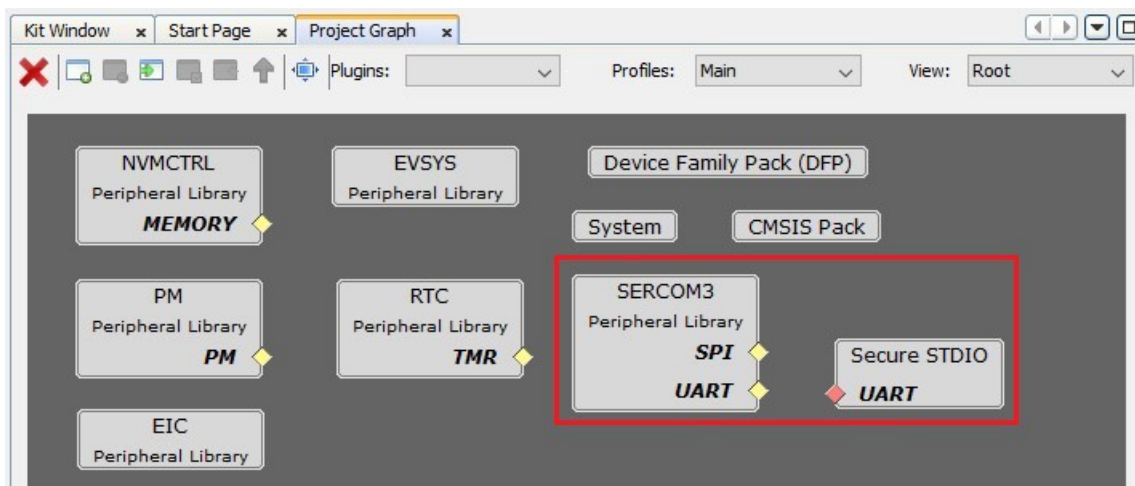 Kit Window x Start Page x Project Graph x
Plugins: Profiles: Main View: Root
NVMCTRL
Peripheral Library
MEMORY
EVSYS
Peripheral Library
Device Family Pack (DFP)
System
CMSIS Pack
PM
Peripheral Library
PM
RTC
Peripheral Library
TMR
SERCOM3
Peripheral Library
SPI
UART
Secure STDIO
UART
EIC
Peripheral Library